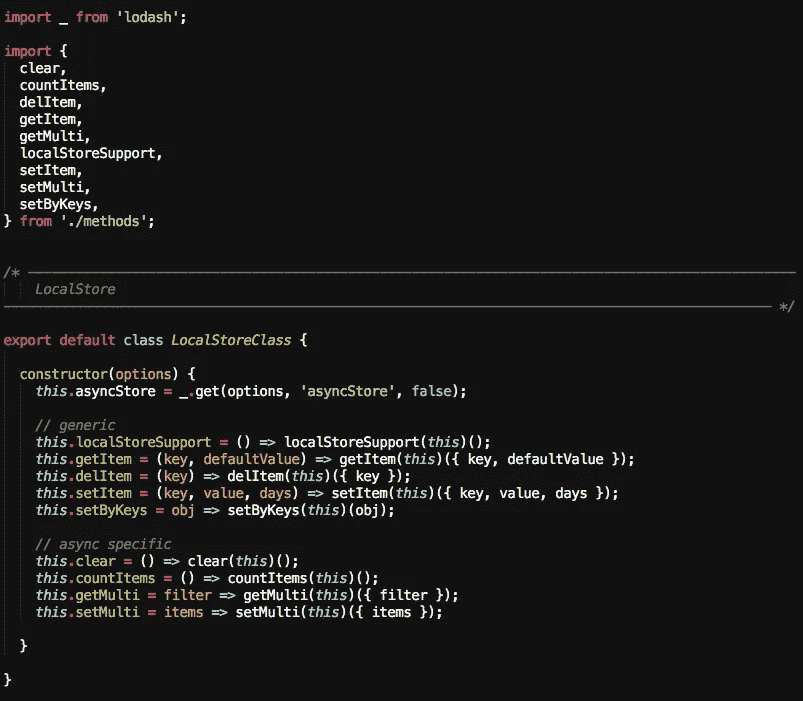 import _ from 'lodash';
import {
clear,
countItems,
delItem,
getItem,
getMulti,
localStoreSupport,
setItem,
setMulti,
setByKeys,
} from './methods';
/* ────────────────────────────────
LocalStore
──────────────────────────────── */
export default class LocalStoreClass {
constructor(options) {
this.asyncStore = _.get(options, 'asyncStore', false);
// generic
this.localStoreSupport = () => localStoreSupport(this)();
this.getItem = (key, defaultValue) => getItem(this)({ key, defaultValue });
this.delItem = (key) => delItem(this)({ key });
this.setItem = (key, value, days) => setItem(this)({ key, value, days });
this.setByKeys = obj => setByKeys(this)(obj);
// async specific
this.clear = () => clear(this)();
this.countItems = () => countItems(this)();
this.getMulti = filter => getMulti(this)({ filter });
this.setMulti = items => setMulti(this)({ items });
}
}